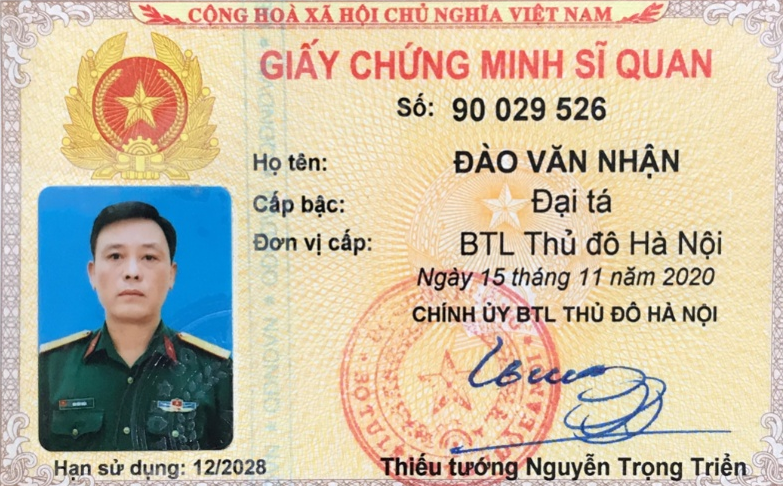 CỘNG HOÀ XÃ HỘI CHỦ NGHĨA VIỆT NAM
GIẤY CHỨNG MINH SĨ QUAN
Số: 90 029 526
Họ tên: ĐÀO VĂN NHẬN
Cấp bậc: Đại tá
Đơn vị cấp: BTL Thủ đô Hà Nội
Ngày 15 tháng 11 năm 2020
CHÍNH ỦY BTL THỦ ĐÔ HÀ NỘI
Hạn sử dụng: 12/2028
Thiếu tướng Nguyễn Trọng Triển